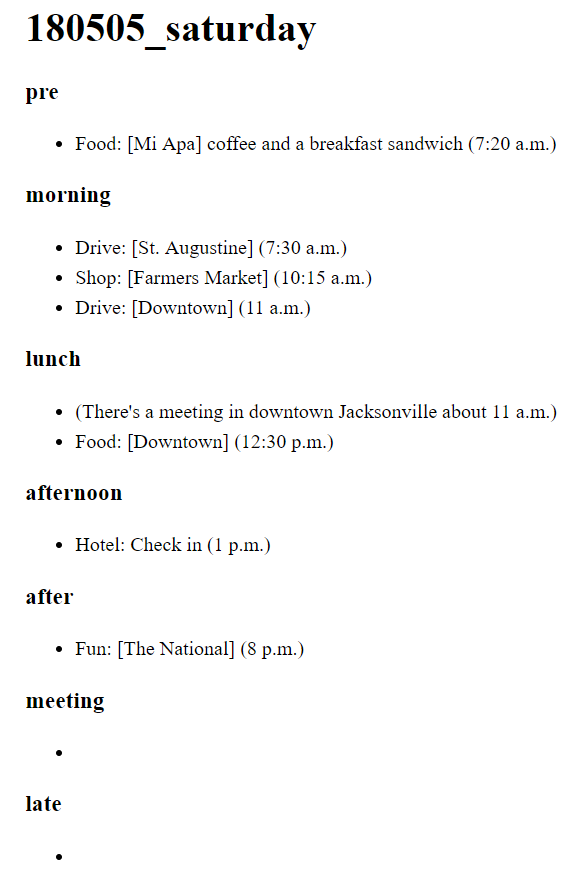 180505_saturday
pre
• Food: [Mi Apa] coffee and a breakfast sandwich (7:20 a.m.)
morning
• Drive: [St. Augustine] (7:30 a.m.)
• Shop: [Farmers Market] (10:15 a.m.)
• Drive: [Downtown] (11 a.m.)
lunch
• (There's a meeting in downtown Jacksonville about 11 a.m.)
• Food: [Downtown] (12:30 p.m.)
afternoon
• Hotel: Check in (1 p.m.)
after
• Fun: [The National] (8 p.m.)
meeting
•
late
•